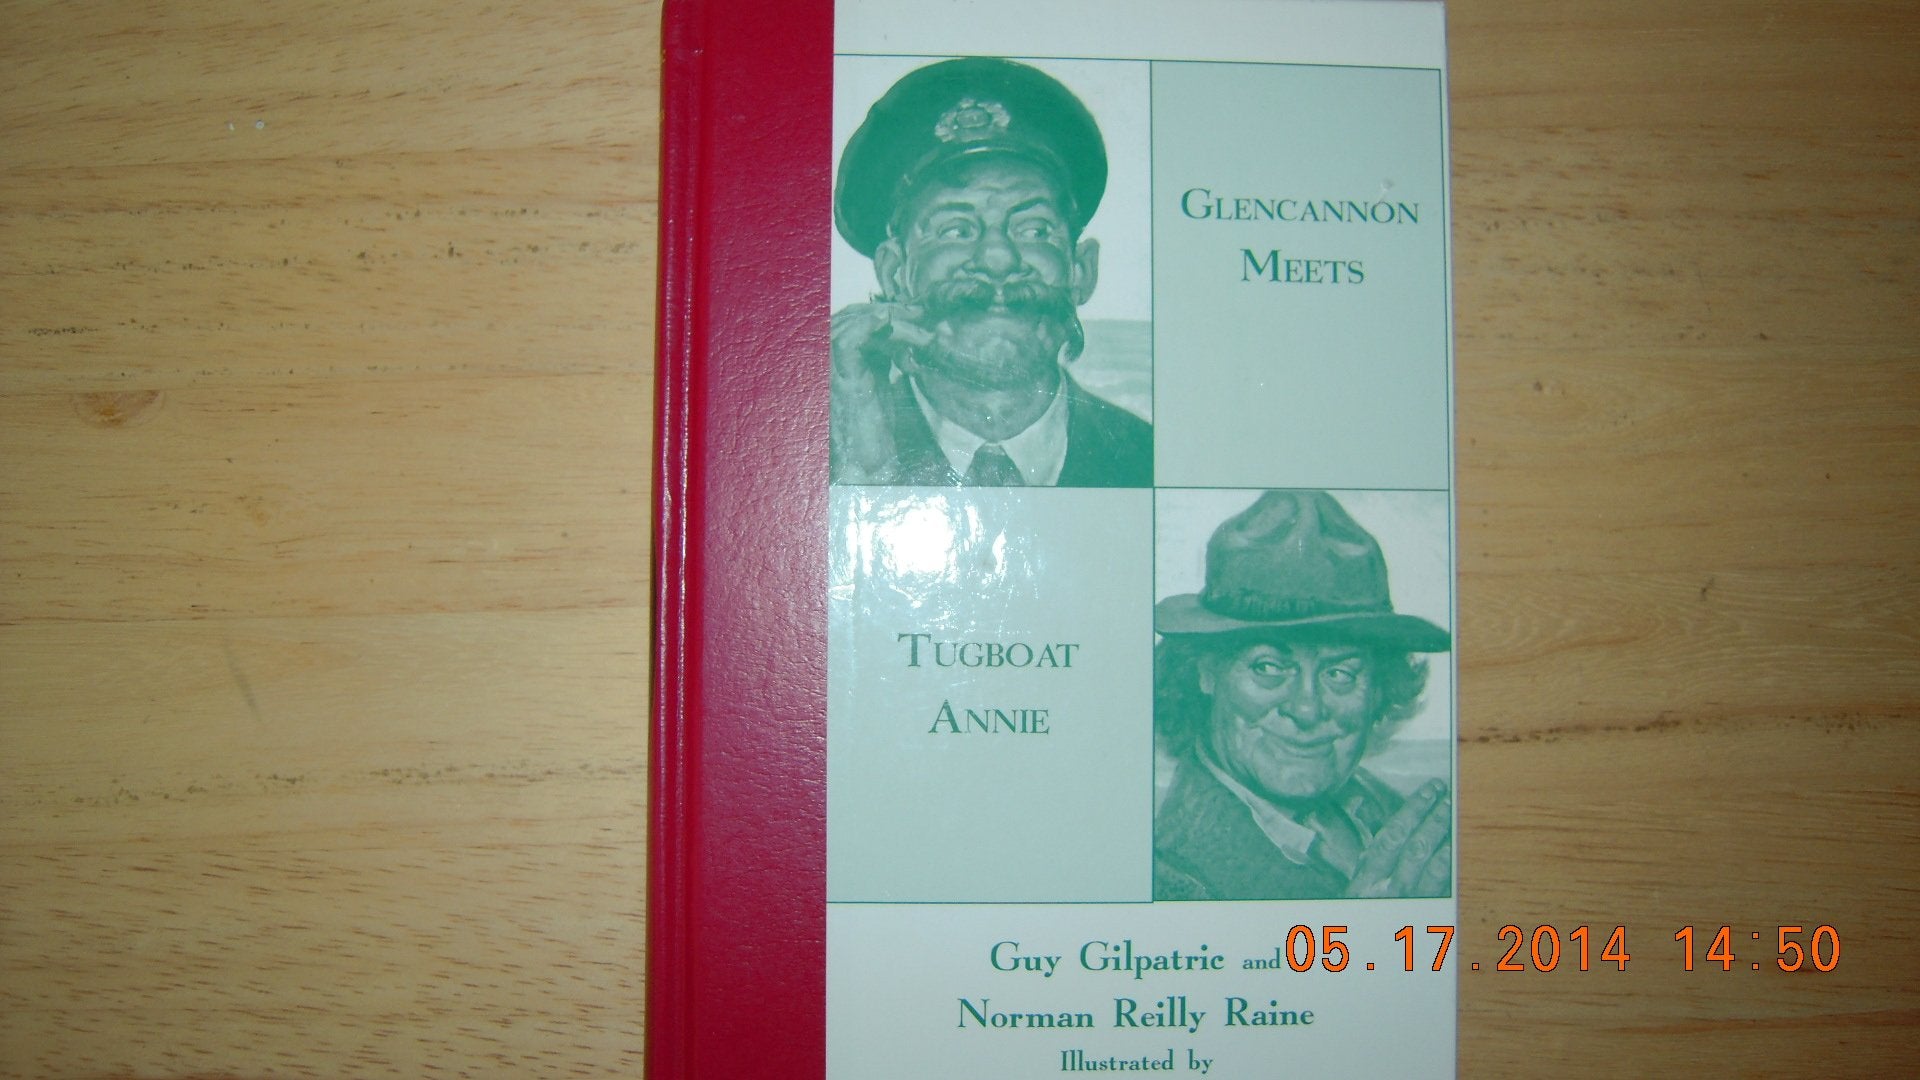 GLENCANNON
MEETS
TUGBOAT
ANNIE
Guy Gilpatric and
Norman Reilly Raine
Illustrated by
05.17.2014 14:50